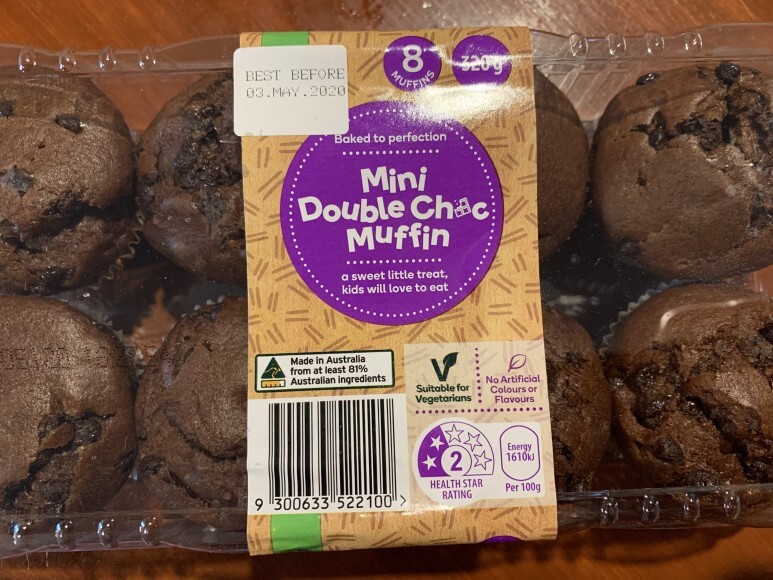 BEST BEFORE
03.MAY.2020
8
MUFFINS
320g
Baked to perfection
Mini
Double Choc
Muffin
a sweet little treat,
kids will love to eat
Made in Australia
from at least 81%
Australian ingredients
Suitable for
Vegetarians
No Artificial
Colours or
Flavours
2
HEALTH STAR
RATING
Energy
1610kJ
Per 100g
9 300633 522100 >